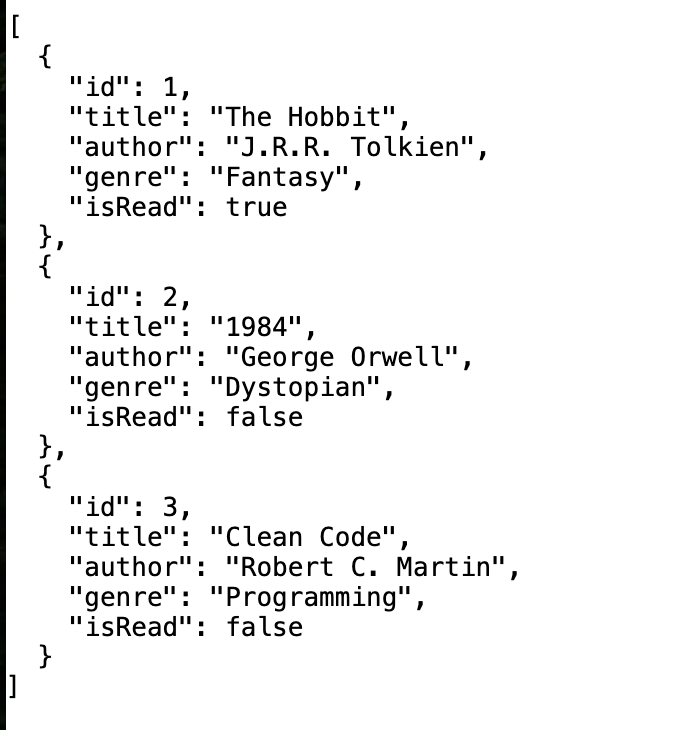 [
  {
    "id": 1,
    "title": "The Hobbit",
    "author": "J.R.R. Tolkien",
    "genre": "Fantasy",
    "isRead": true
  },
  {
    "id": 2,
    "title": "1984",
    "author": "George Orwell",
    "genre": "Dystopian",
    "isRead": false
  },
  {
    "id": 3,
    "title": "Clean Code",
    "author": "Robert C. Martin",
    "genre": "Programming",
    "isRead": false
  }
]